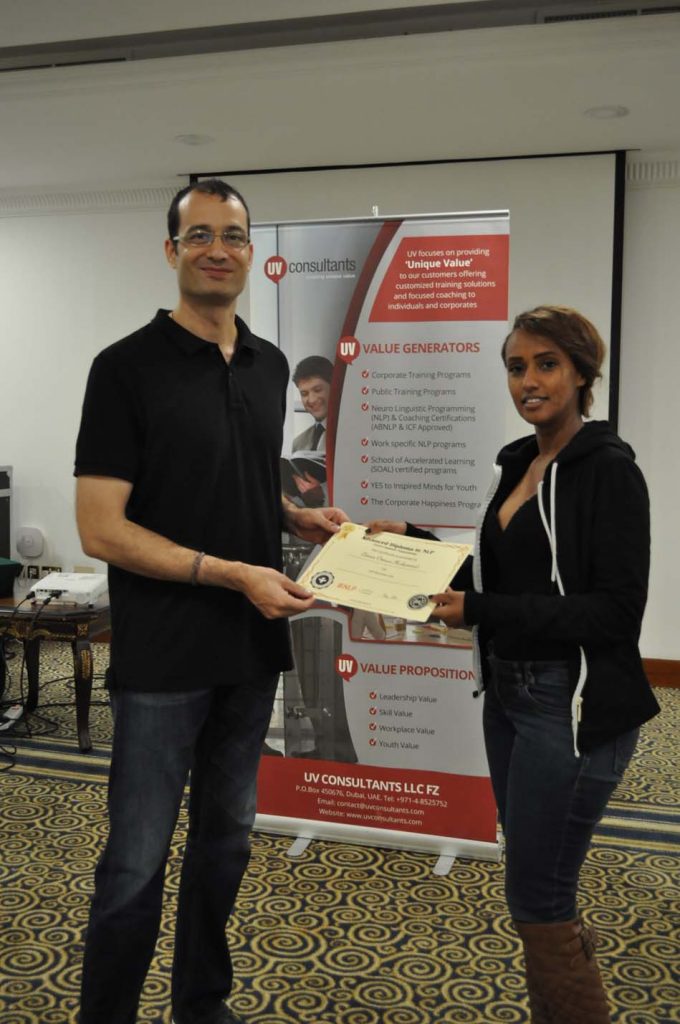 UV consultants
UV focuses on providing
'Unique Value'
to our customers offering
customized training solutions
and focused coaching to
individuals and corporates
UV VALUE GENERATORS
Corporate Training Programs
Public Training Programs
Neuro Linguistic Programming
(NLP) & Coaching Certifications
(ABNLP & ICF Approved)
Work specific NLP programs
School of Accelerated Learning
(SOAL) certified programs
YES to Inspired Minds for Youth
The Corporate Happiness Progra
Advanced Diploma in NLP
UV VALUE PROPOSITION
Leadership Value
Skill Value
Workplace Value
Youth Value
UV CONSULTANTS LLC FZ
P.O.Box 450676, Dubai, UAE. Tel: +971-4-8525752
Email: contact@uvconsultants.com
Website: www.uvconsultants.com